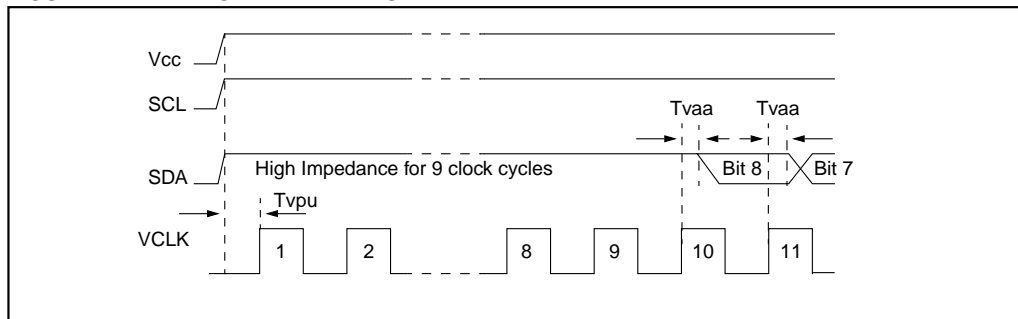 Vcc
SCL
Tvaa Tvaa
SDA High Impedance for 9 clock cycles Bit 8 Bit 7
Tvpu
VCLK
1 2 8 9 10 11